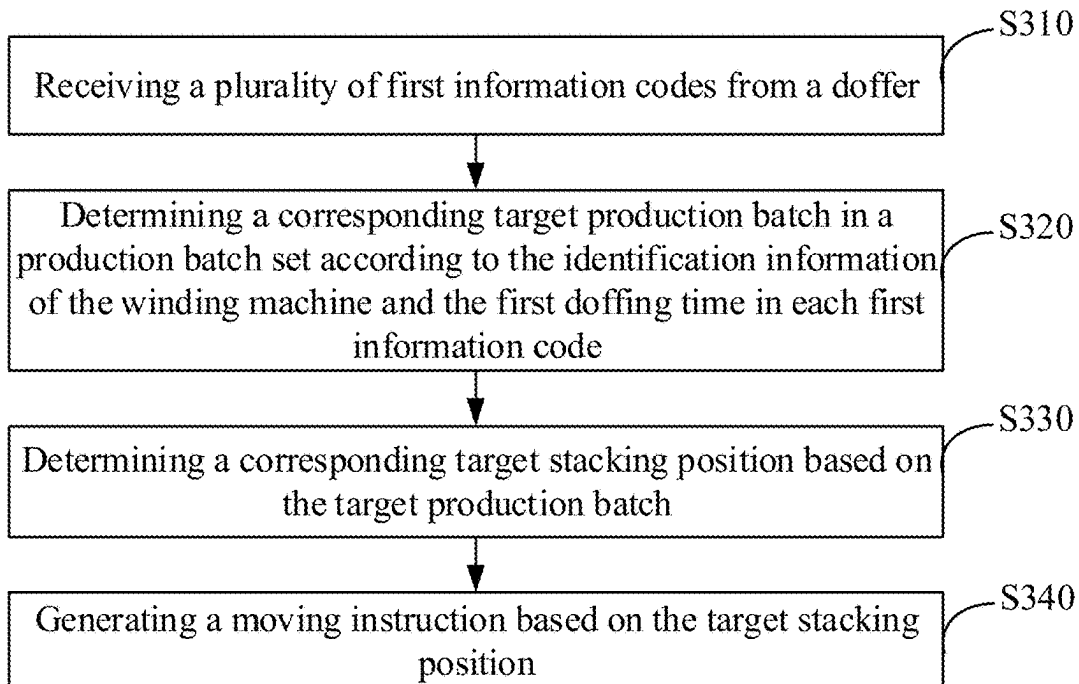 S310
Receiving a plurality of first information codes from a doffer
Determining a corresponding target production batch in a
S320
production batch set according to the identification information
of the winding machine and the first doffing time in each first
information code
S330
Determining a corresponding target stacking position based on
the target production batch
S340
Generating a moving instruction based on the target stacking
position